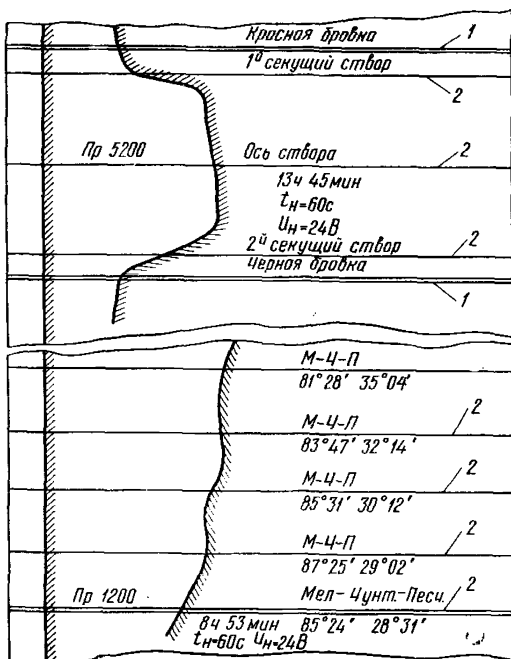 Красная бровка 1
1й секущий створ
2
Пр 5200 Ось створа 2
13ч 45мин
tн=60с
Uн=24В
2й секущий створ 2
Черная бровка
1
М-Ч-П
81°28' 35°04'
М-Ч-П 2
83°47' 32°14'
М-Ч-П 2
85°31' 30°12'
М-Ч-П 2
87°25' 29°02'
Пр 1200 Мел-Чунт.-Песч. 2
8ч 53 мин 85°24' 28°31'
tн=60с Uн=24В